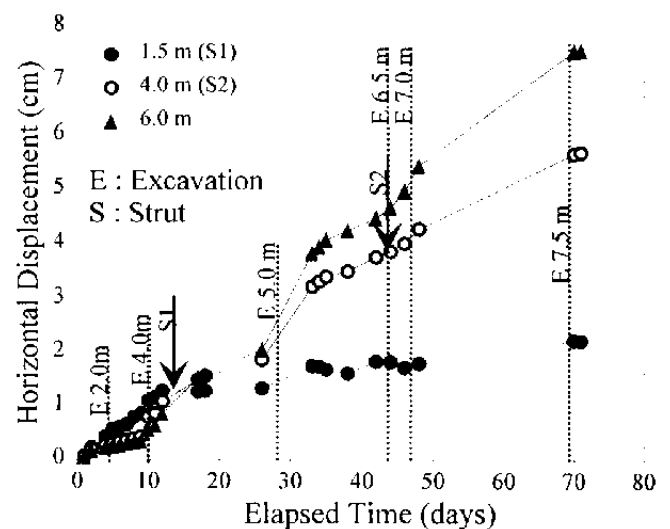 8
7
6
5
4
3
2
1
0
Horizontal Displacement (cm)
1.5 m (S1)
4.0 m (S2)
6.0 m
E : Excavation
S : Strut
E 2.0m
E 4.0m
S1
E 5.0 m
S2
E 6.5 m
E 7.0 m
E 7.5 m
0 10 20 30 40 50 60 70 80
Elapsed Time (days)